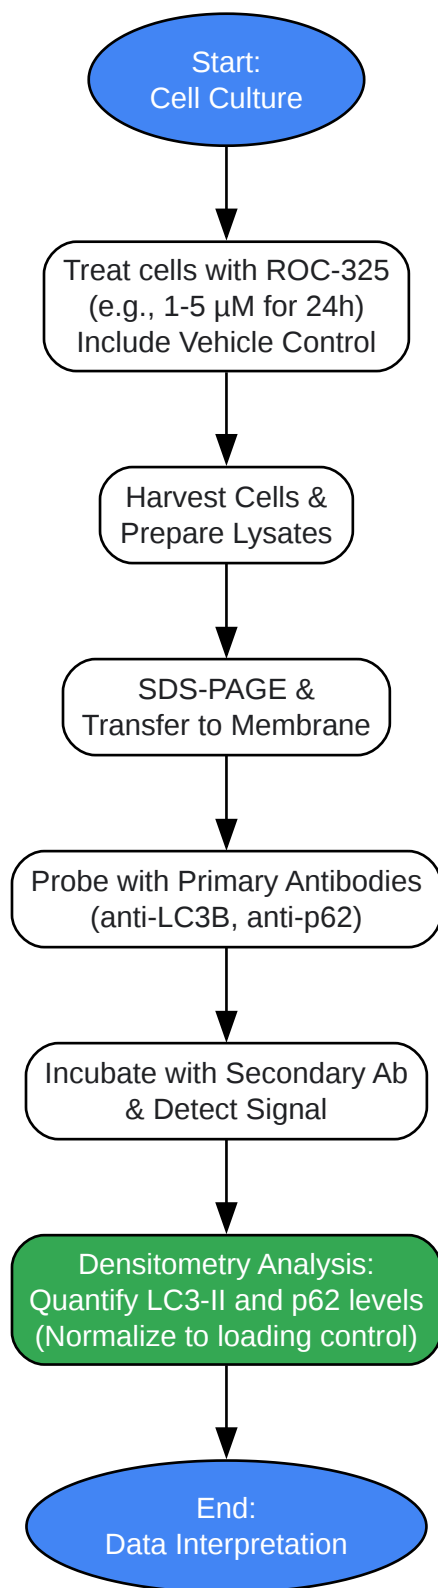 Start:
Cell Culture
Treat cells with ROC-325
(e.g., 1-5 µM for 24h)
Include Vehicle Control
Harvest Cells &
Prepare Lysates
SDS-PAGE &
Transfer to Membrane
Probe with Primary Antibodies
(anti-LC3B, anti-p62)
Incubate with Secondary Ab
& Detect Signal
Densitometry Analysis:
Quantify LC3-II and p62 levels
(Normalize to loading control)
End:
Data Interpretation